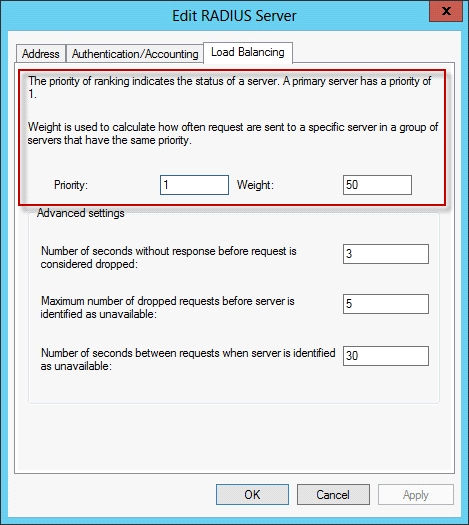 Edit RADIUS Server
x
Address Authentication/Accounting Load Balancing
The priority of ranking indicates the status of a server. A primary server has a priority of
1.
Weight is used to calculate how often request are sent to a specific server in a group of
servers that have the same priority.
Priority: 1 Weight: 50
Advanced settings
Number of seconds without response before request is
considered dropped:
3
Maximum number of dropped requests before server is
identified as unavailable:
5
Number of seconds between requests when server is identified
as unavailable:
30
OK Cancel Apply